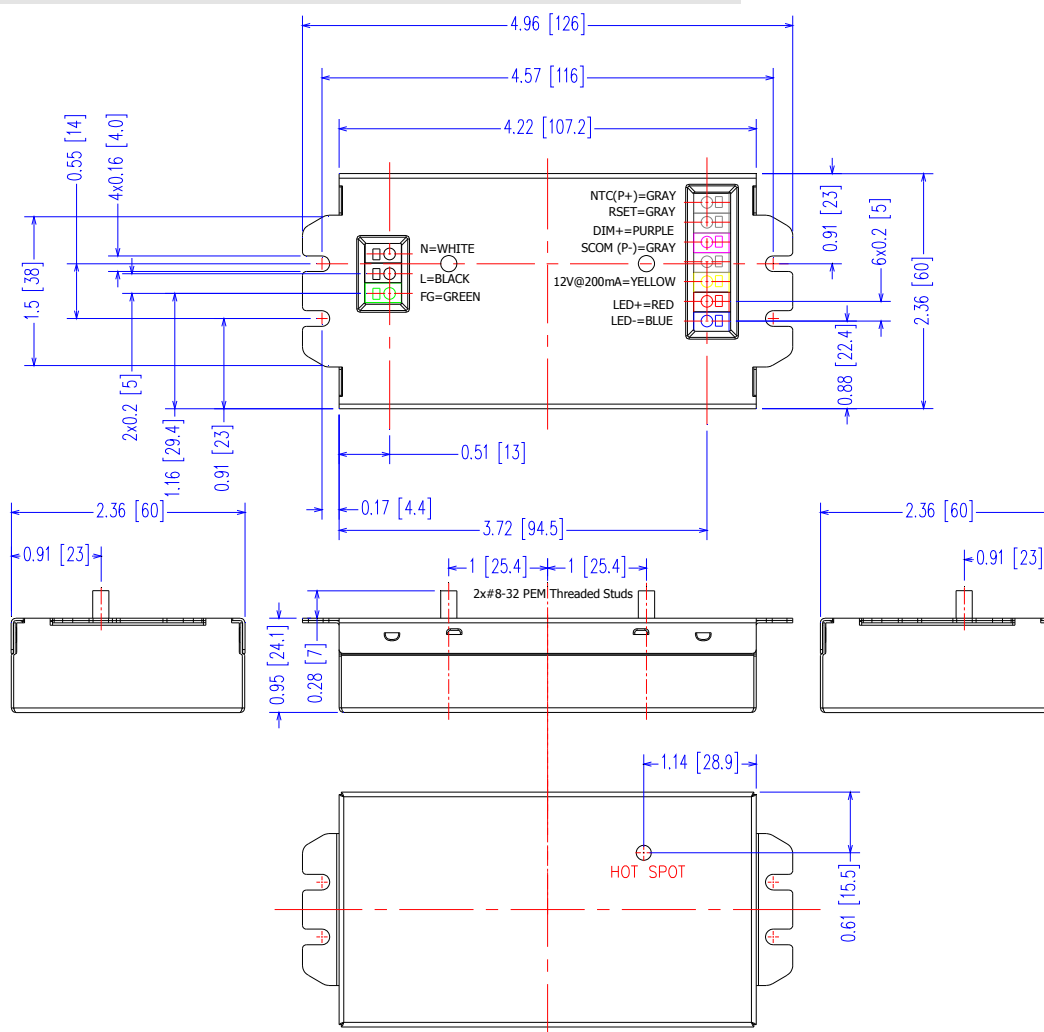 4.96 [126]
4.57 [116]
4.22 [107.2]
0.55 [14]
4x0.16 [4.0]
1.5 [38]
2x0.2 [5]
1.16 [29.4]
0.91 [23]
N=WHITE
L=BLACK
FG=GREEN
NTC(P+)=GRAY
RSET=GRAY
DIM+=PURPLE
SCOM (P-)=GRAY
12V@200mA=YELLOW
LED+=RED
LED-=BLUE
0.91 [23]
6x0.2 [5]
2.36 [60]
0.88 [22.4]
0.51 [13]
0.17 [4.4]
3.72 [94.5]
2.36 [60]
0.91 [23]
1 [25.4]
1 [25.4]
2x#8-32 PEM Threaded Studs
0.95 [24.1]
0.28 [7]
2.36 [60]
0.91 [23]
1.14 [28.9]
HOT SPOT
0.61 [15.5]